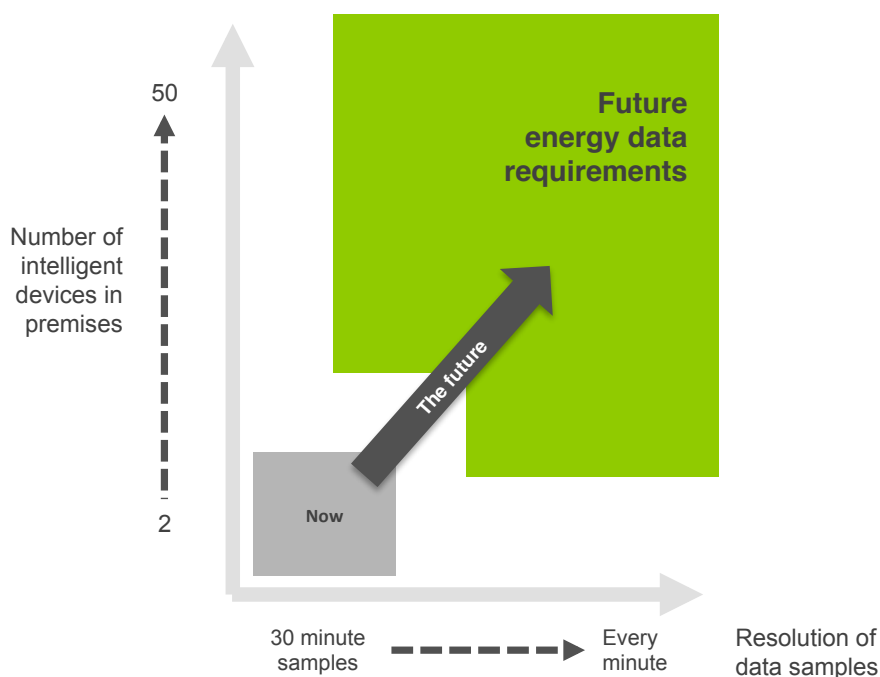 50
Future
energy data
requirements
Number of
intelligent
devices in
premises
The future
Now
2
30 minute
samples
Every
minute
Resolution of
data samples